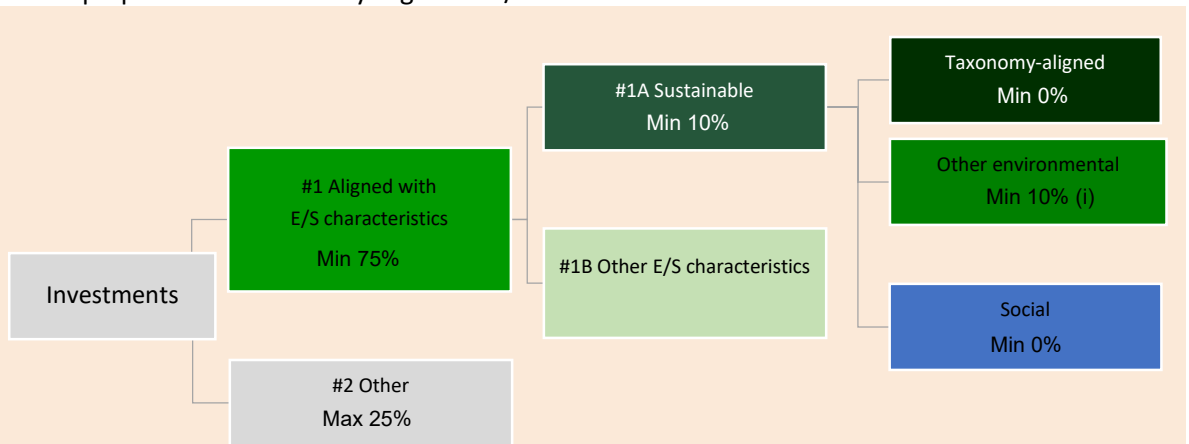 Investments
#1 Aligned with
E/S characteristics
Min 75%
#2 Other
Max 25%
#1A Sustainable
Min 10%
#1B Other E/S characteristics
Taxonomy-aligned
Min 0%
Other environmental
Min 10% (i)
Social
Min 0%